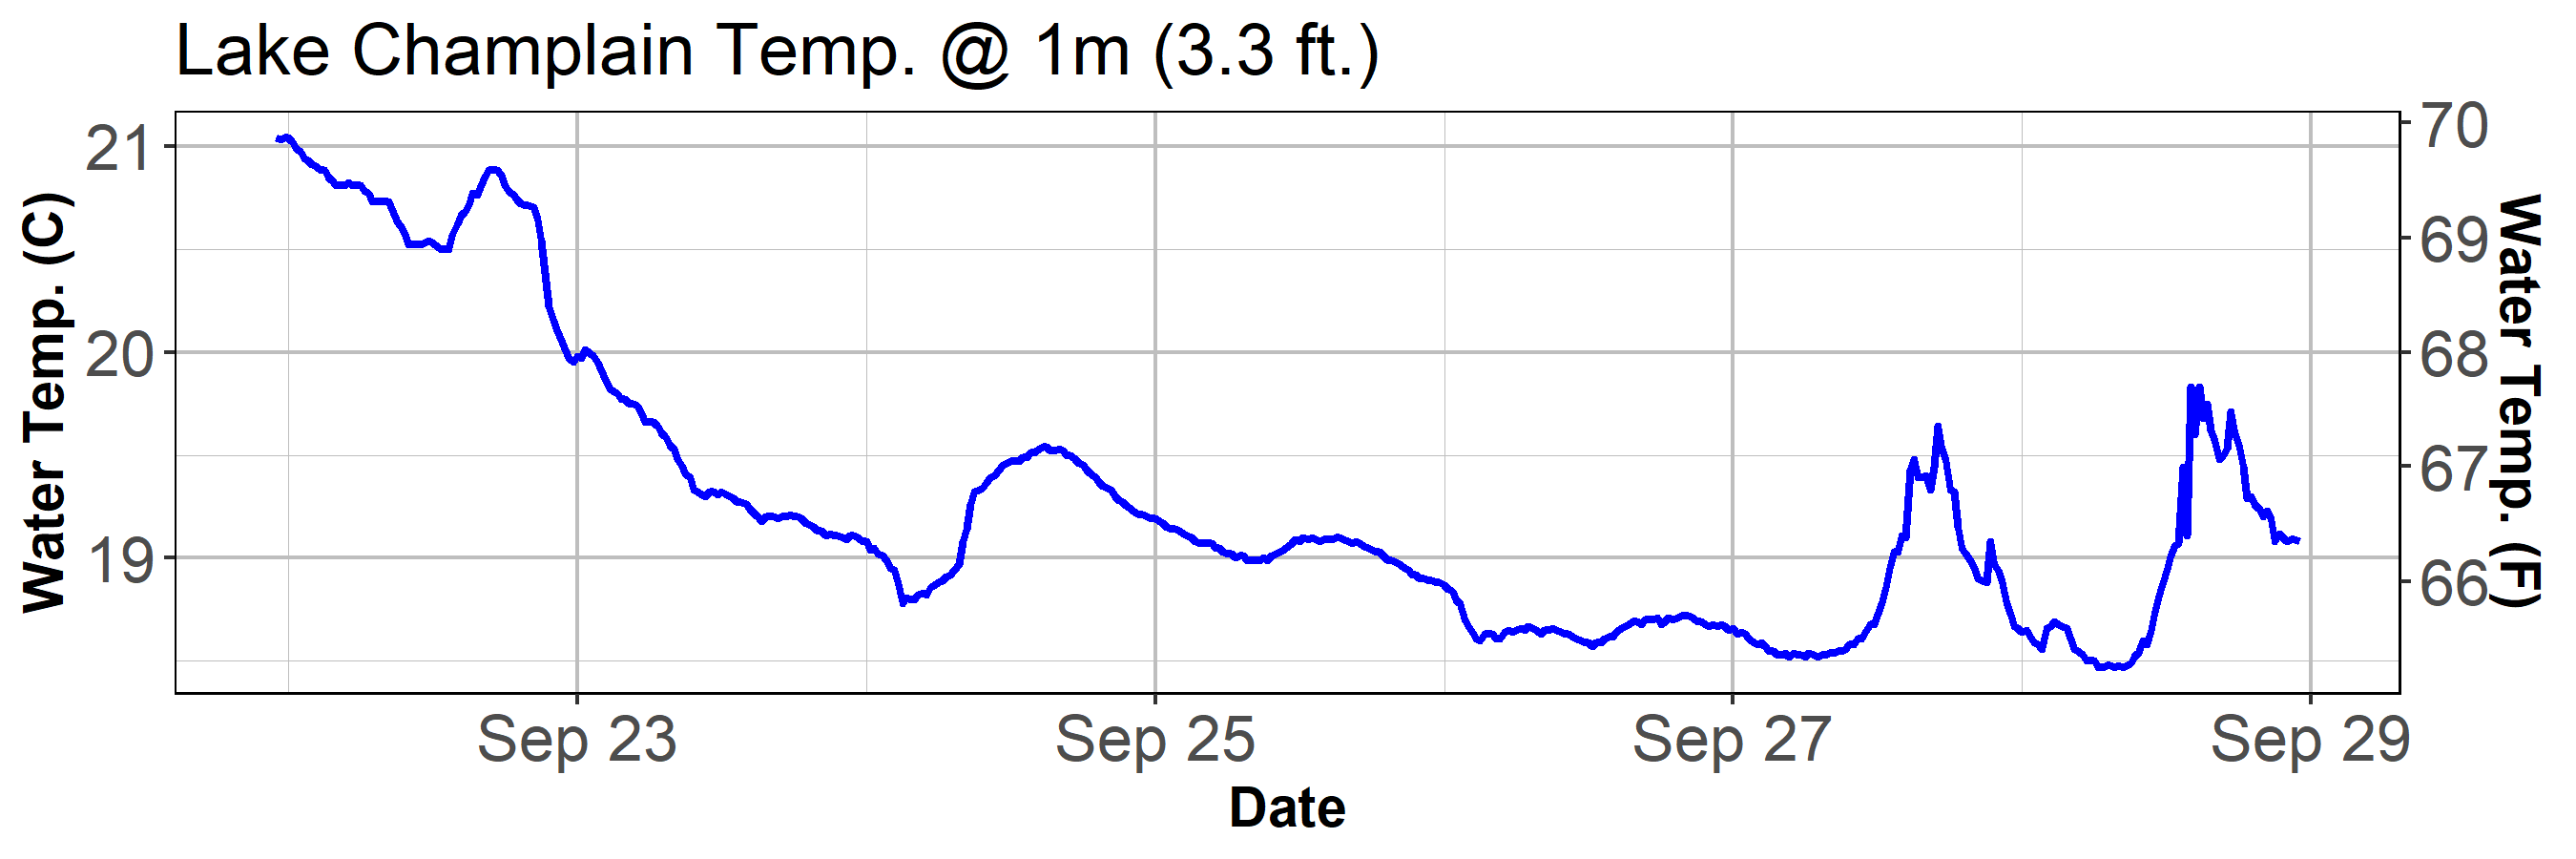 Lake Champlain Temp. @ 1m (3.3 ft.)
Water Temp. (C)
21
20
19
70
69
68
67
66
Water Temp. (F)
Sep 23
Sep 25
Sep 27
Sep 29
Date